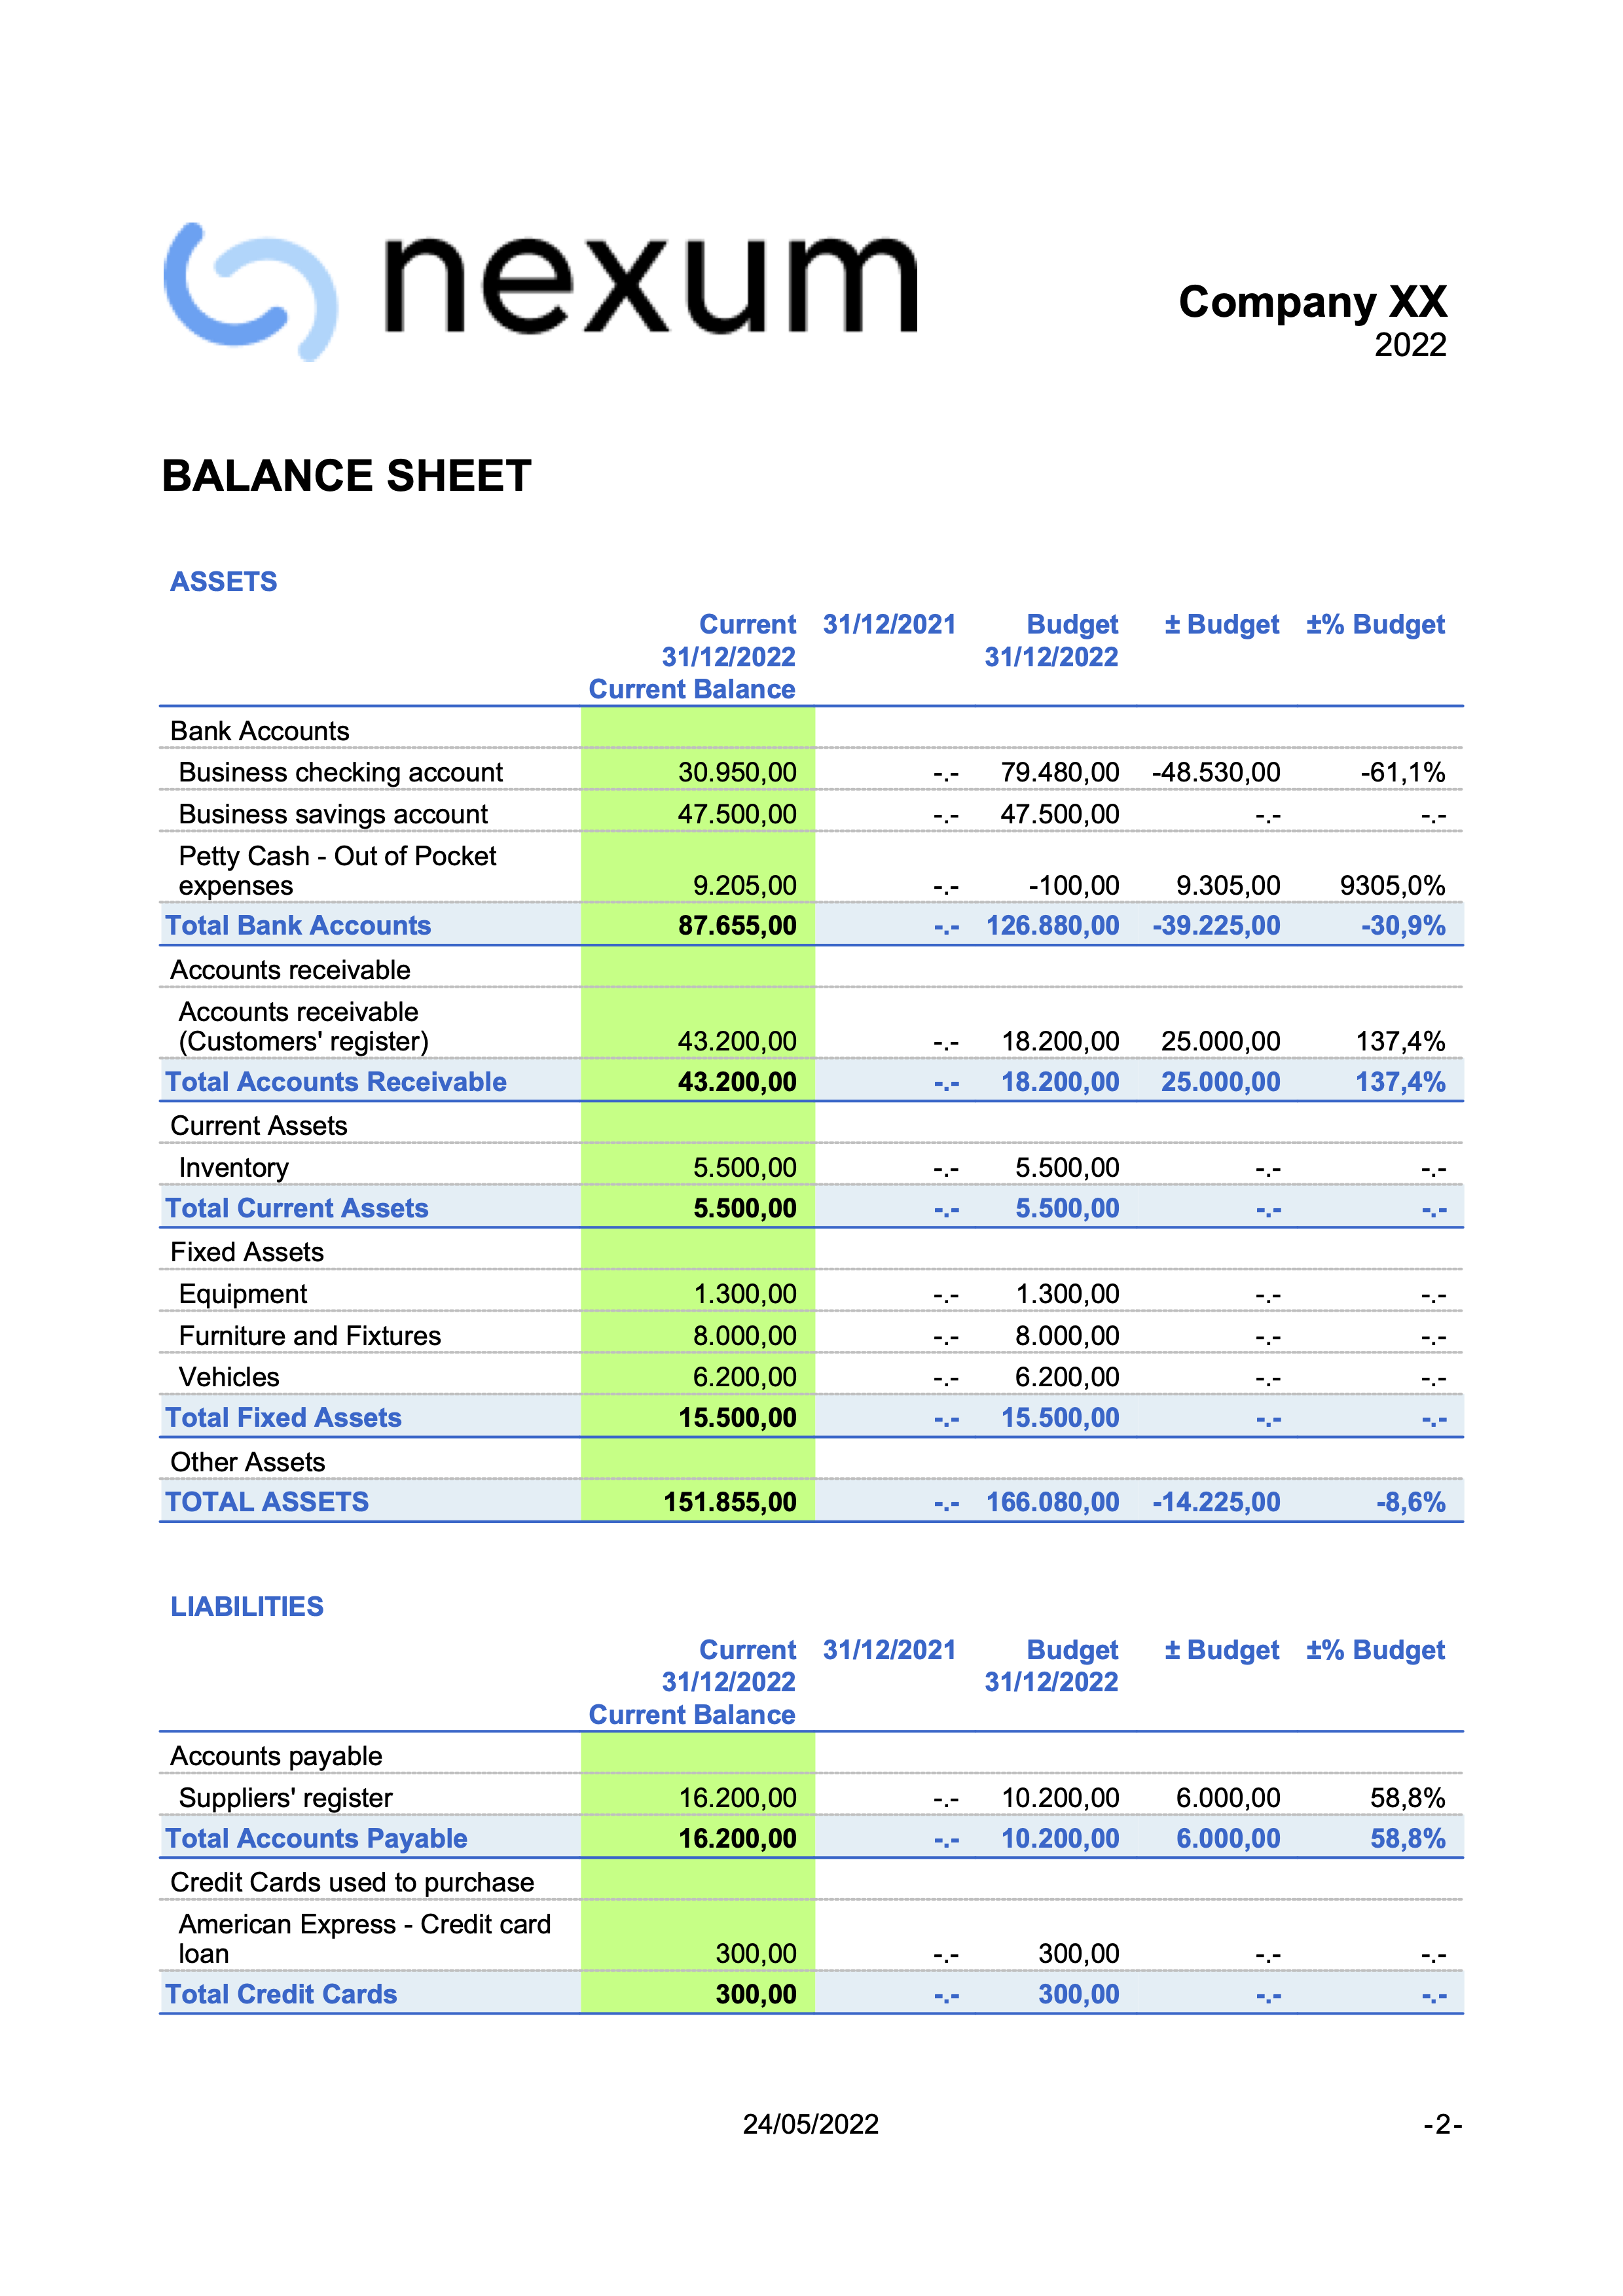 nexum
Company XX
2022
BALANCE SHEET
ASSETS
Current 31/12/2021 Budget ± Budget ±% Budget
31/12/2022 31/12/2022
Current Balance
Bank Accounts
Business checking account 30.950,00 -.- 79.480,00 -48.530,00 -61,1%
Business savings account 47.500,00 -.- 47.500,00 -.- -.-
Petty Cash - Out of Pocket
expenses 9.205,00 -.- -100,00 9.305,00 9305,0%
Total Bank Accounts 87.655,00 -.- 126.880,00 -39.225,00 -30,9%
Accounts receivable
Accounts receivable
(Customers' register) 43.200,00 -.- 18.200,00 25.000,00 137,4%
Total Accounts Receivable 43.200,00 -.- 18.200,00 25.000,00 137,4%
Current Assets
Inventory 5.500,00 -.- 5.500,00 -.- -.-
Total Current Assets 5.500,00 -.- 5.500,00 -.- -.-
Fixed Assets
Equipment 1.300,00 -.- 1.300,00 -.- -.-
Furniture and Fixtures 8.000,00 -.- 8.000,00 -.- -.-
Vehicles 6.200,00 -.- 6.200,00 -.- -.-
Total Fixed Assets 15.500,00 -.- 15.500,00 -.- -.-
Other Assets
TOTAL ASSETS 151.855,00 -.- 166.080,00 -14.225,00 -8,6%
LIABILITIES
Current 31/12/2021 Budget ± Budget ±% Budget
31/12/2022 31/12/2022
Current Balance
Accounts payable
Suppliers' register 16.200,00 -.- 10.200,00 6.000,00 58,8%
Total Accounts Payable 16.200,00 -.- 10.200,00 6.000,00 58,8%
Credit Cards used to purchase
American Express - Credit card
loan 300,00 -.- 300,00 -.- -.-
Total Credit Cards 300,00 -.- 300,00 -.- -.-
24/05/2022 -2-